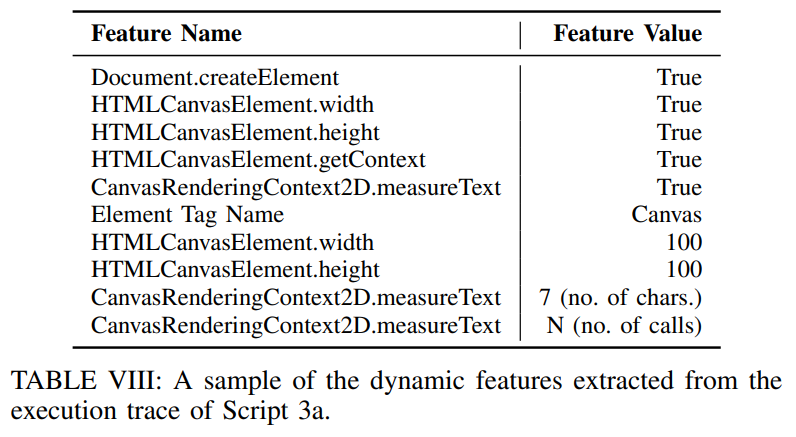 Feature Name Feature Value
Document.createElement True
HTMLCanvasElement.width True
HTMLCanvasElement.height True
HTMLCanvasElement.getContext True
CanvasRenderingContext2D.measureText True
Element Tag Name Canvas
HTMLCanvasElement.width 100
HTMLCanvasElement.height 100
CanvasRenderingContext2D.measureText 7 (no. of chars.)
CanvasRenderingContext2D.measureText N (no. of calls)
TABLE VIII: A sample of the dynamic features extracted from the
execution trace of Script 3a.